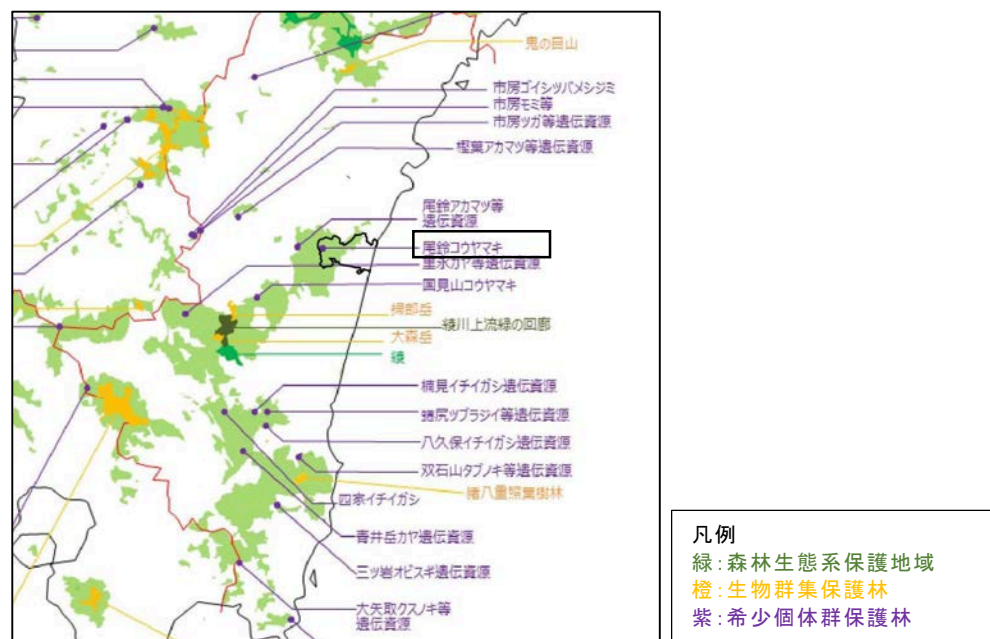 鬼の目山
市房ゴイシツバメシジミ
市房モミ等
市房ツガ等遺伝資源
樫葉アカマツ等遺伝資源
尾鈴アカマツ等
遺伝資源
尾鈴コウヤマキ
国見山コウヤマキ
掃部岳
綾川上流緑の回廊
大森岳
綾
楠見イチイガシ遺伝資源
八久保イチイガシ遺伝資源
双石山タブノキ等遺伝資源
猪八重照葉樹林
四家イチイガシ
青井岳カヤ遺伝資源
三ツ岩オビスギ遺伝資源
大矢取クスノキ等
遺伝資源
凡例
緑:森林生態系保護地域
橙:生物群集保護林
紫:希少個体群保護林